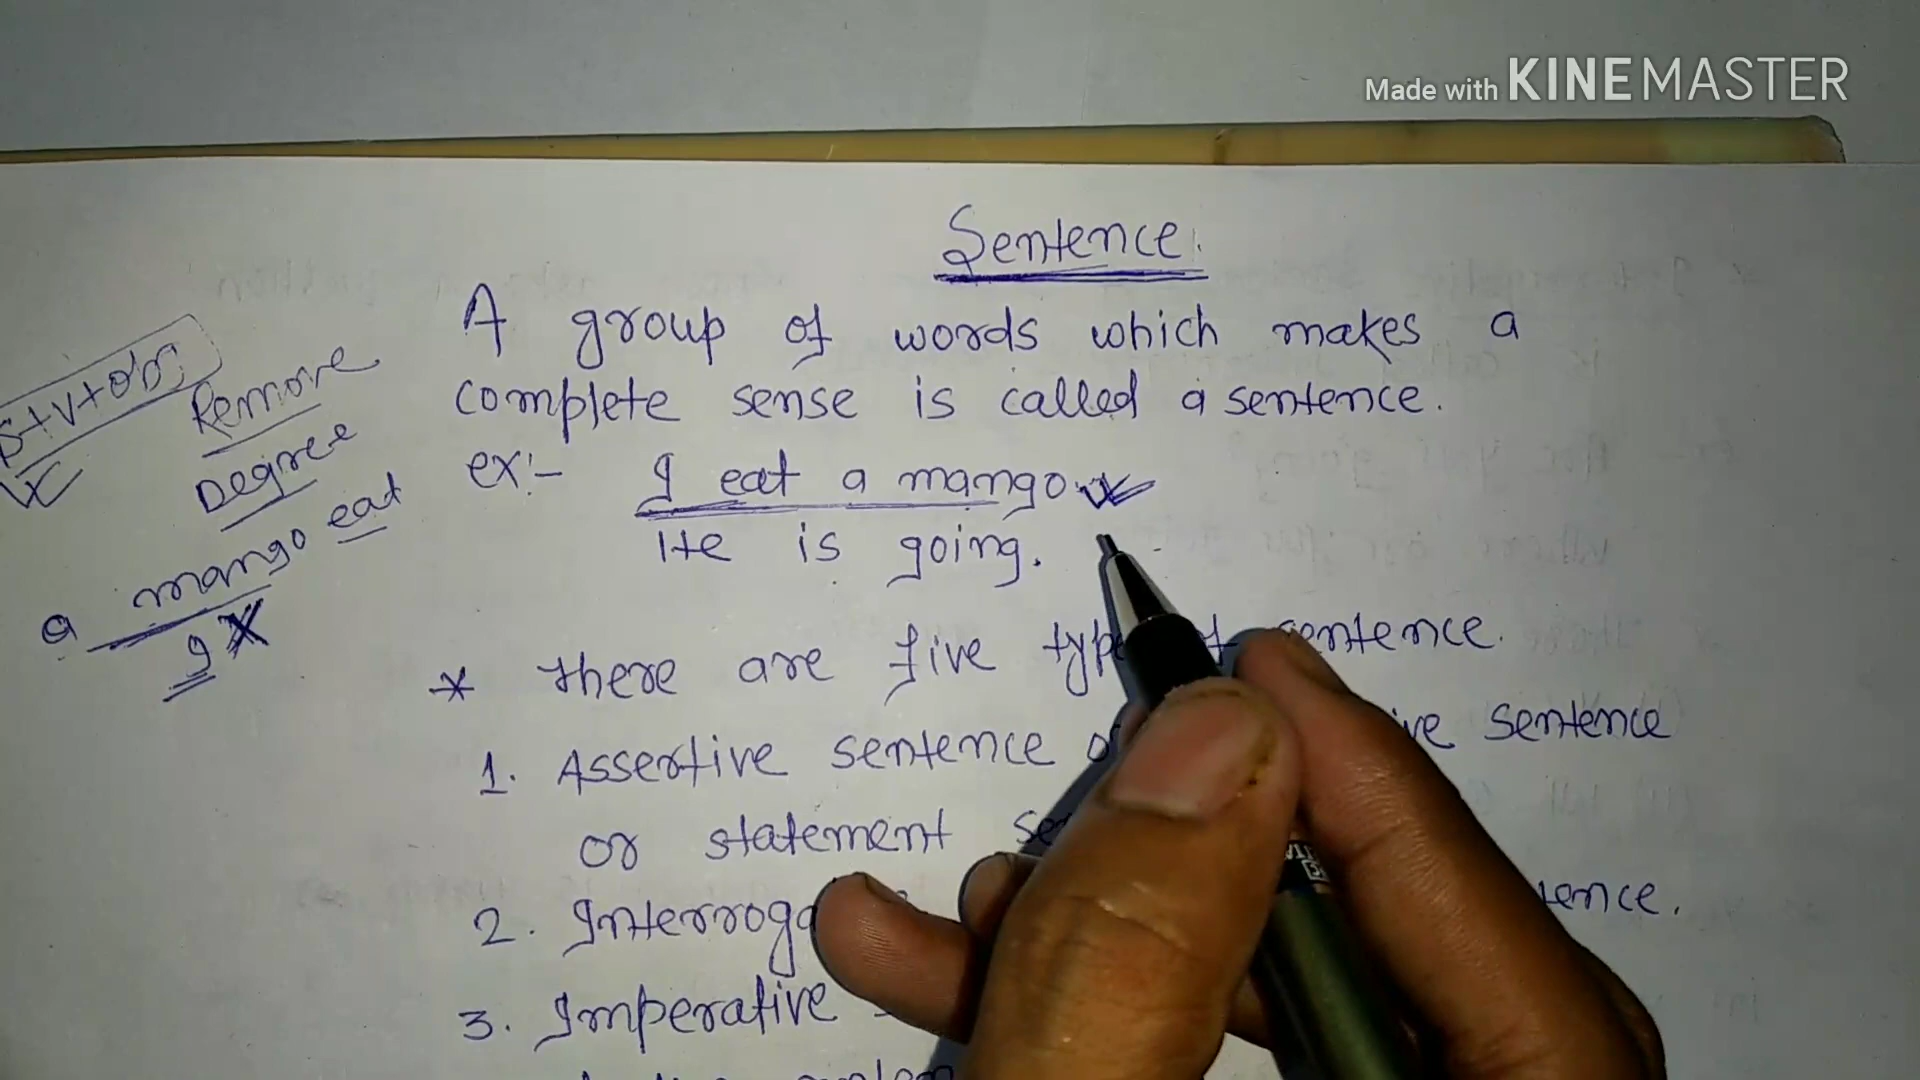 Made with KINEMASTER
Sentence
A group of words which makes a
complete sense is called a sentence.
ex:- I eat a mango.
He is going.
* There are five sentence.
1. Assertive sentence sentence
or statement
2.
3. Imperative
S+V+
Remove
Degree
a mango eat
I X